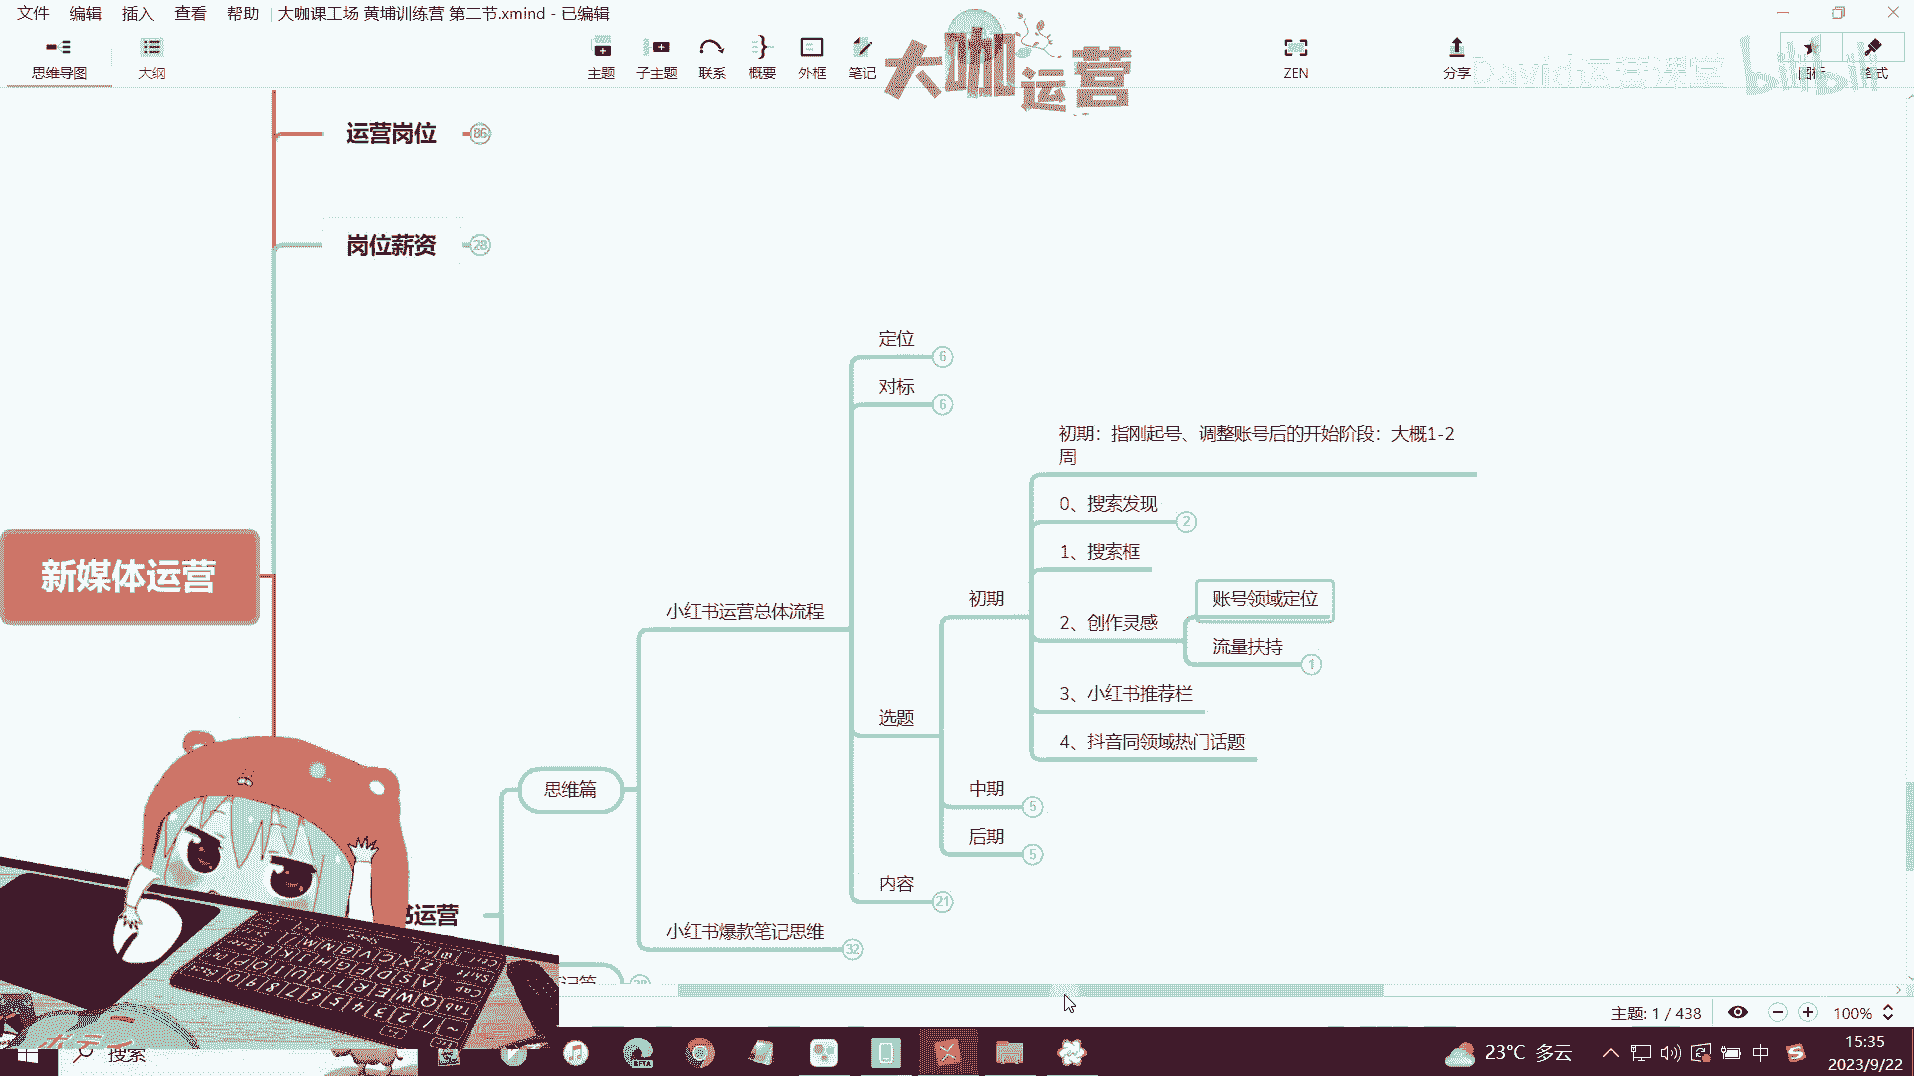 文件 编辑 插入 查看 帮助 大咖课工场 黄埔训练营 第二节.xmind - 已编辑
思维导图 大纲 主题 子主题 联系 概要 外框 笔记 ZEN 分享
大咖运营
David运营课堂 bilibili
运营岗位 86
岗位薪资 28
定位 6
对标 6
初期：指刚起号、调整账号后的开始阶段：大概1-2
周
0、搜索发现 2
1、搜索框
初期
账号领域定位
小红书运营总体流程
2、创作灵感
流量扶持 1
新媒体运营
3、小红书推荐栏
选题
4、抖音同领域热门话题
思维篇
中期 5
后期 5
内容 21
书运营
小红书爆款笔记思维 32
主题: 1 / 438 100%
搜索
23°C 多云
中
15:35
2023/9/22